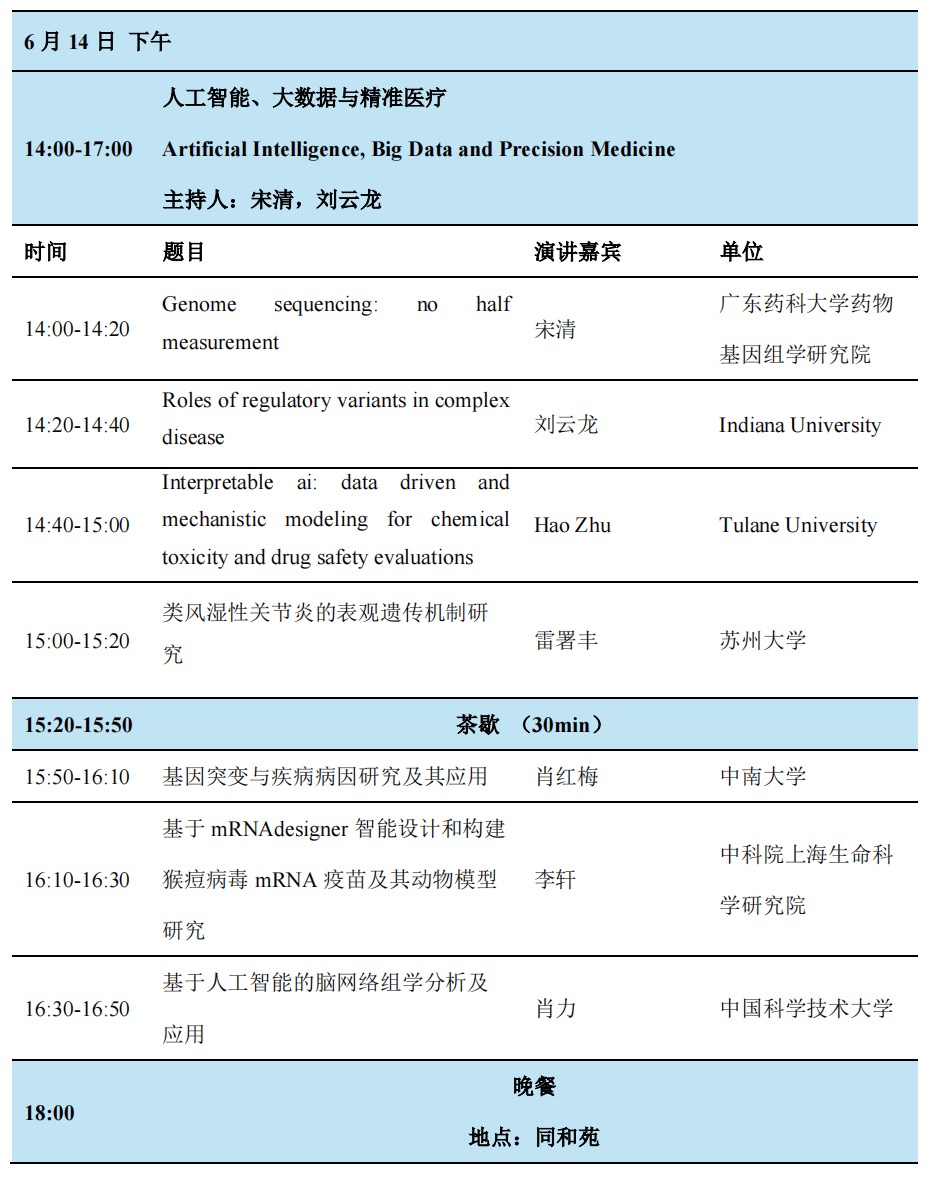 6 月 14 日 下午
人工智能、大数据与精准医疗
14:00-17:00 Artificial Intelligence, Big Data and Precision Medicine
主持人：宋清，刘云龙
时间 题目 演讲嘉宾 单位
14:00-14:20
Genome sequencing: no half
measurement
宋清
广东药科大学药物
基因组学研究院
14:20-14:40
Roles of regulatory variants in complex
disease
刘云龙
Indiana University
14:40-15:00
Interpretable ai: data driven and
mechanistic modeling for chemical
toxicity and drug safety evaluations
Hao Zhu
Tulane University
15:00-15:20
类风湿性关节炎的表观遗传机制研
究
雷署丰
苏州大学
15:20-15:50 茶歇 （30min）
15:50-16:10 基因突变与疾病病因研究及其应用 肖红梅 中南大学
16:10-16:30
基于 mRNAdesigner 智能设计和构建
猴痘病毒 mRNA 疫苗及其动物模型
研究
李轩
中科院上海生命科
学研究院
16:30-16:50
基于人工智能的脑网络组学分析及
应用
肖力
中国科学技术大学
18:00
晚餐
地点：同和苑